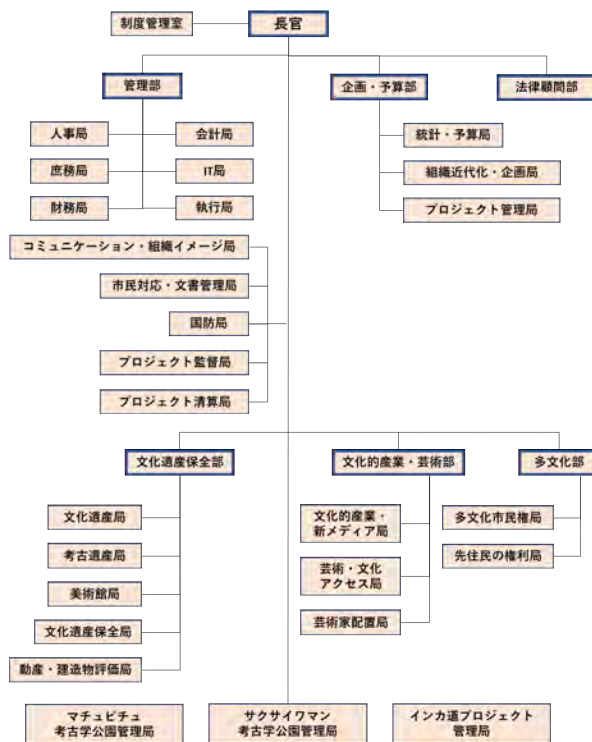 制度管理室
長官
管理部
企画・予算部
法律顧問部
人事局
会計局
庶務局
IT局
財務局
執行局
統計・予算局
組織近代化・企画局
プロジェクト管理局
コミュニケーション・組織イメージ局
市民対応・文書管理局
国防局
プロジェクト監督局
プロジェクト清算局
文化遺産保全部
文化的産業・芸術部
多文化部
文化遺産局
考古遺産局
美術館局
文化遺産保全局
動産・建造物評価局
文化的産業・
新メディア局
芸術・文化
アクセス局
芸術家配置局
多文化市民権局
先住民の権利局
マチュピチュ
考古学公園管理局
サクサイワマン
考古学公園管理局
インカ道プロジェクト
管理局